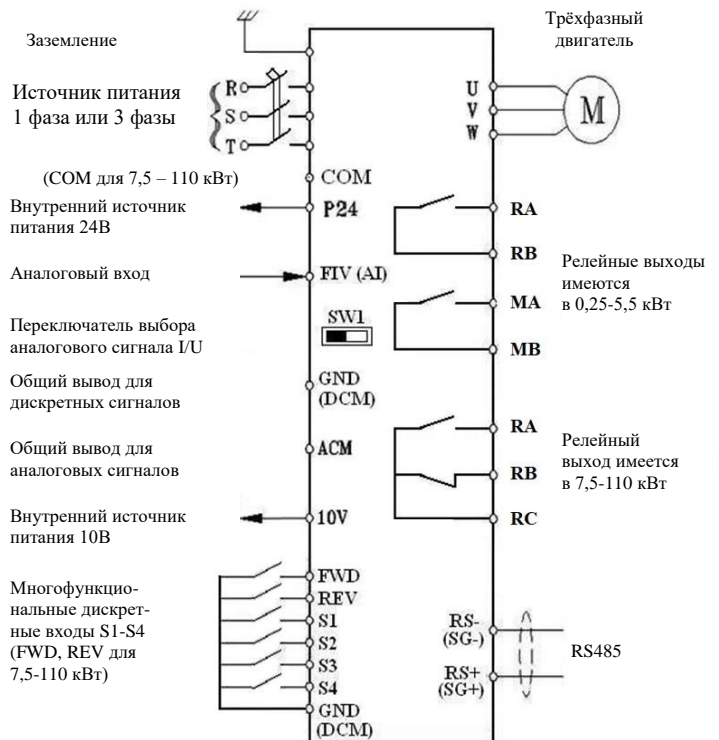 Заземление
Трёхфазный
двигатель
Источник питания
1 фаза или 3 фазы
R
S
T
U
V
W
M
(COM для 7,5 – 110 кВт)
COM
Внутренний источник
питания 24В
P24
RA
RB
Аналоговый вход
FIV (AI)
Релейные выходы
имеются
в 0,25-5,5 кВт
MA
MB
Переключатель выбора
аналогового сигнала I/U
SW1
Общий вывод для
дискретных сигналов
GND
(DCM)
Общий вывод для
аналоговых сигналов
ACM
RA
RB
RC
Релейный
выход имеется
в 7,5-110 кВт
Внутренний источник
питания 10В
10V
Многофункцио-
нальные дискрет-
ные входы S1-S4
(FWD, REV для
7,5-110 кВт)
FWD
REV
S1
S2
S3
S4
GND
(DCM)
RS-
(SG-)
RS+
(SG+)
RS485